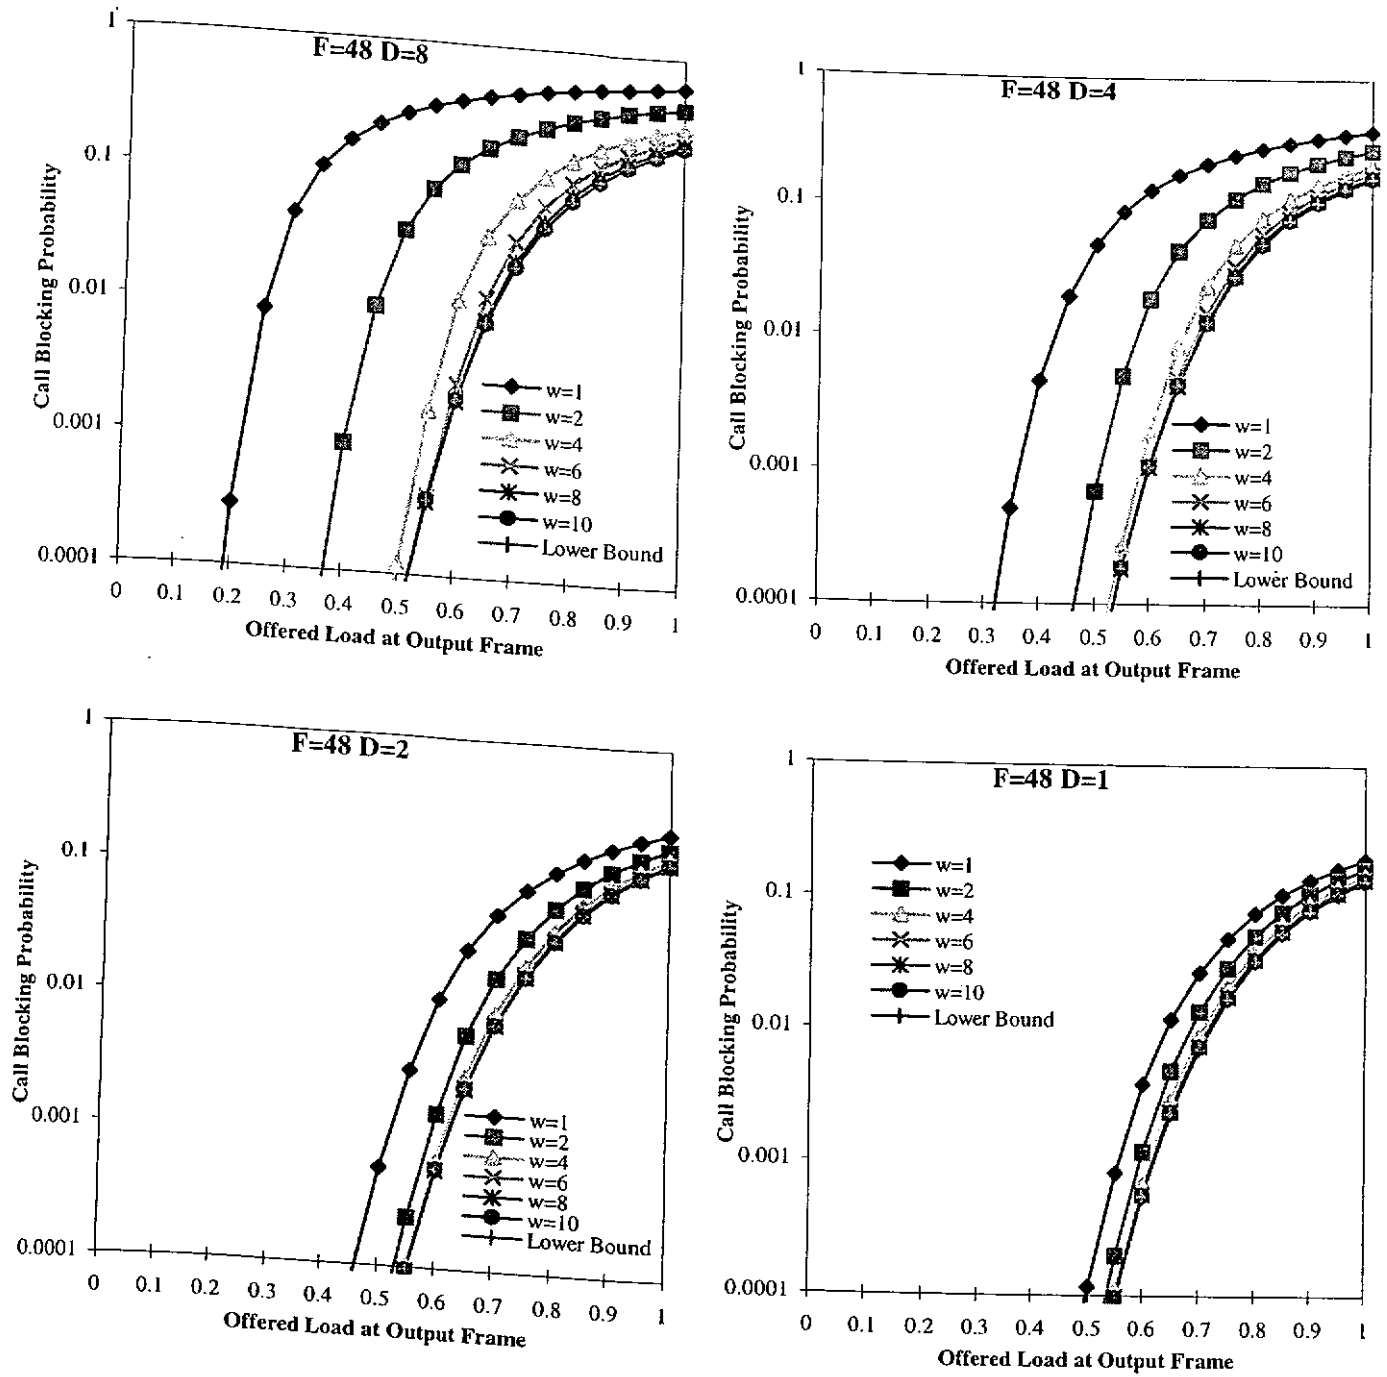 F=48 D=8
1
0.1
0.01
0.001
0.0001
Call Blocking Probability
w=1
w=2
w=4
w=6
w=8
w=10
Lower Bound
0 0.1 0.2 0.3 0.4 0.5 0.6 0.7 0.8 0.9 1
Offered Load at Output Frame
F=48 D=4
1
0.1
0.01
0.001
0.0001
Call Blocking Probability
w=1
w=2
w=4
w=6
w=8
w=10
Lower Bound
0 0.1 0.2 0.3 0.4 0.5 0.6 0.7 0.8 0.9 1
Offered Load at Output Frame
F=48 D=2
1
0.1
0.01
0.001
0.0001
Call Blocking Probability
w=1
w=2
w=4
w=6
w=8
w=10
Lower Bound
0 0.1 0.2 0.3 0.4 0.5 0.6 0.7 0.8 0.9 1
Offered Load at Output Frame
F=48 D=1
1
0.1
0.01
0.001
0.0001
Call Blocking Probability
w=1
w=2
w=4
w=6
w=8
w=10
Lower Bound
0 0.1 0.2 0.3 0.4 0.5 0.6 0.7 0.8 0.9 1
Offered Load at Output Frame